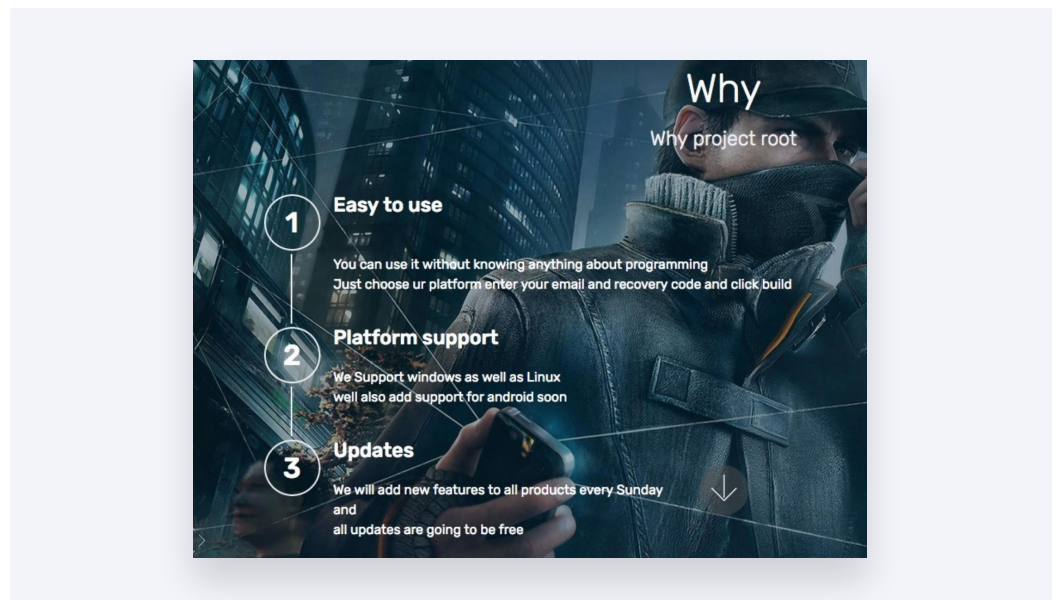 Why
Why project root
1
Easy to use
You can use it without knowing anything about programming
Just choose ur platform enter your email and recovery code and click build
2
Platform support
We Support windows as well as Linux
well also add support for android soon
3
Updates
We will add new features to all products every Sunday
and
all updates are going to be free